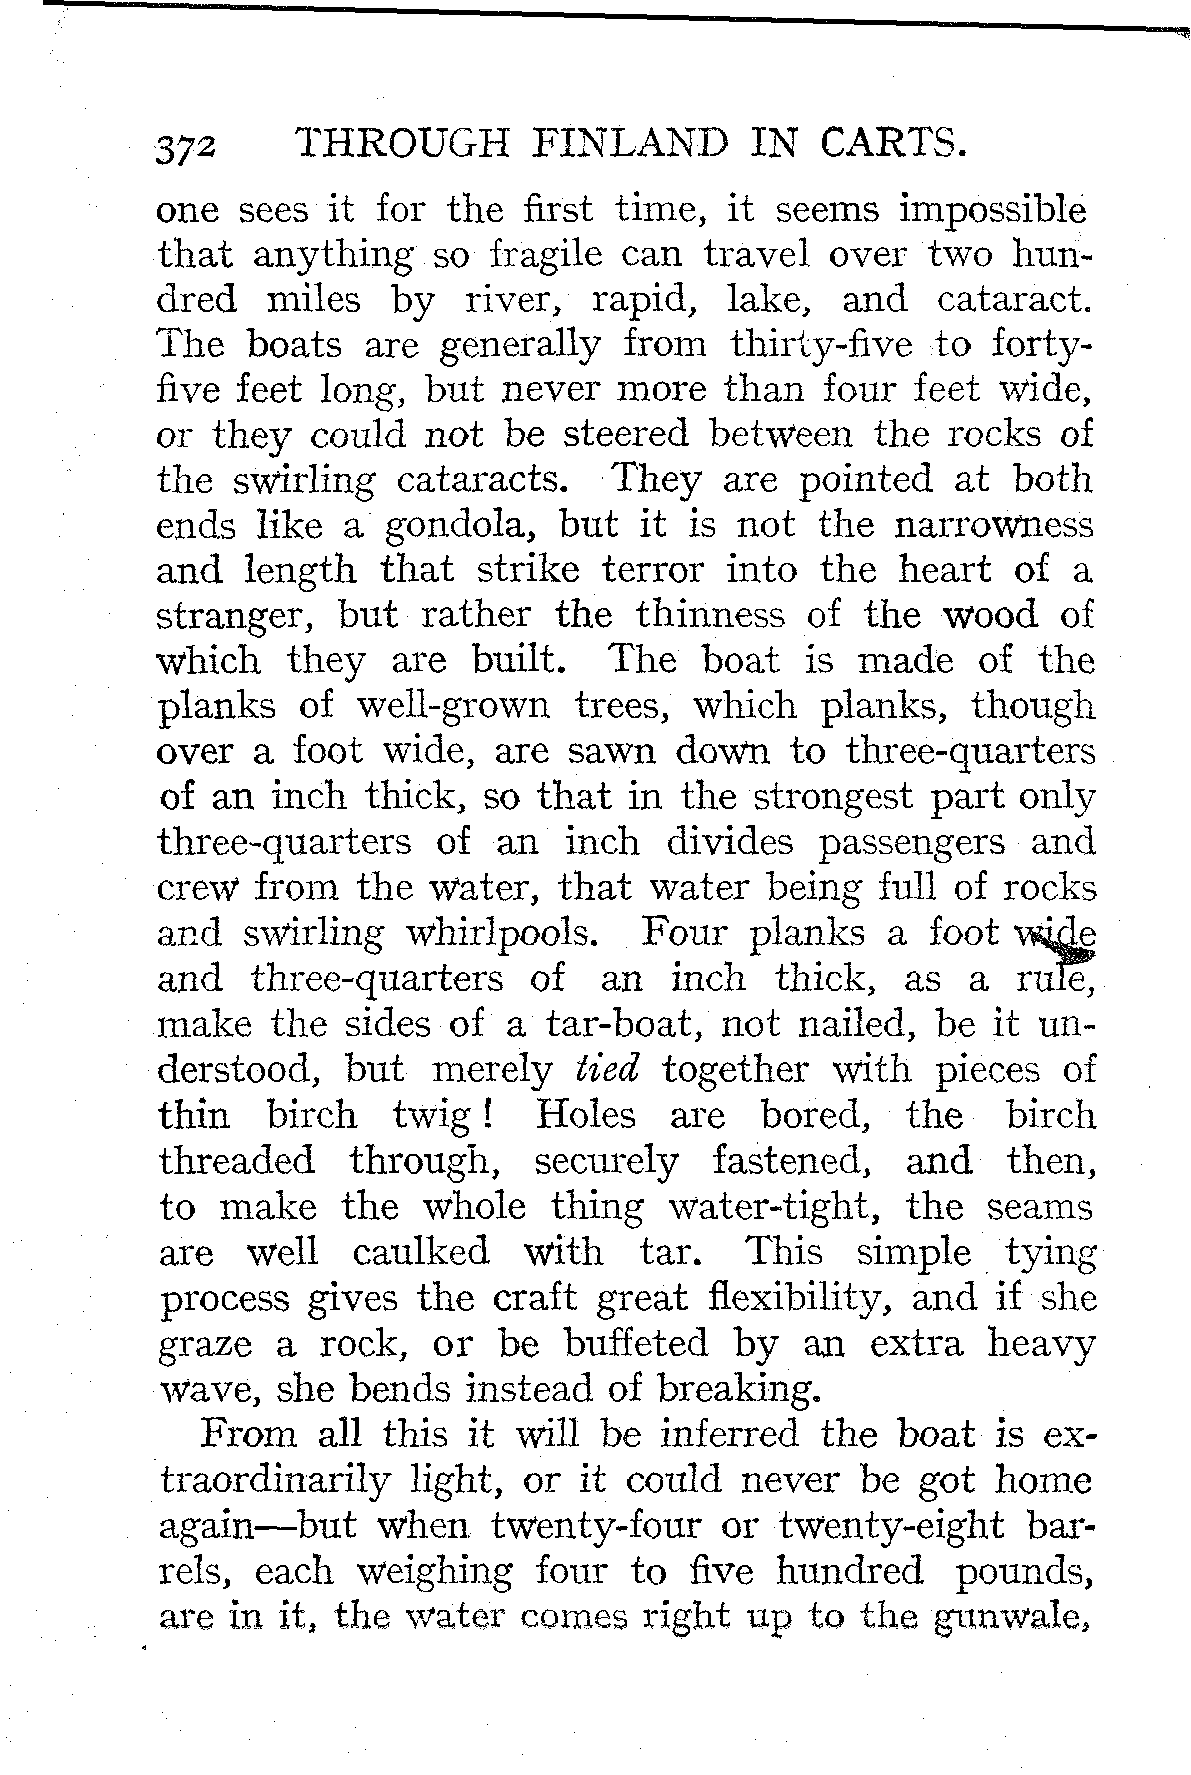 372 THROUGH FINLAND IN CARTS.
one sees it for the first time, it seems impossible
that anything so fragile can travel over two hun-
dred miles by river, rapid, lake, and cataract.
The boats are generally from thirty-five to forty-
five feet long, but never more than four feet wide,
or they could not be steered between the rocks of
the swirling cataracts. They are pointed at both
ends like a gondola, but it is not the narrowness
and length that strike terror into the heart of a
stranger, but rather the thinness of the wood of
which they are built. The boat is made of the
planks of well-grown trees, which planks, though
over a foot wide, are sawn down to three-quarters
of an inch thick, so that in the strongest part only
three-quarters of an inch divides passengers and
crew from the water, that water being full of rocks
and swirling whirlpools. Four planks a foot wide
and three-quarters of an inch thick, as a rule,
make the sides of a tar-boat, not nailed, be it un-
derstood, but merely tied together with pieces of
thin birch twig! Holes are bored, the birch
threaded through, securely fastened, and then,
to make the whole thing water-tight, the seams
are well caulked with tar. This simple tying
process gives the craft great flexibility, and if she
graze a rock, or be buffeted by an extra heavy
wave, she bends instead of breaking.
From all this it will be inferred the boat is ex-
traordinarily light, or it could never be got home
again—but when twenty-four or twenty-eight bar-
rels, each weighing four to five hundred pounds,
are in it, the water comes right up to the gunwale,